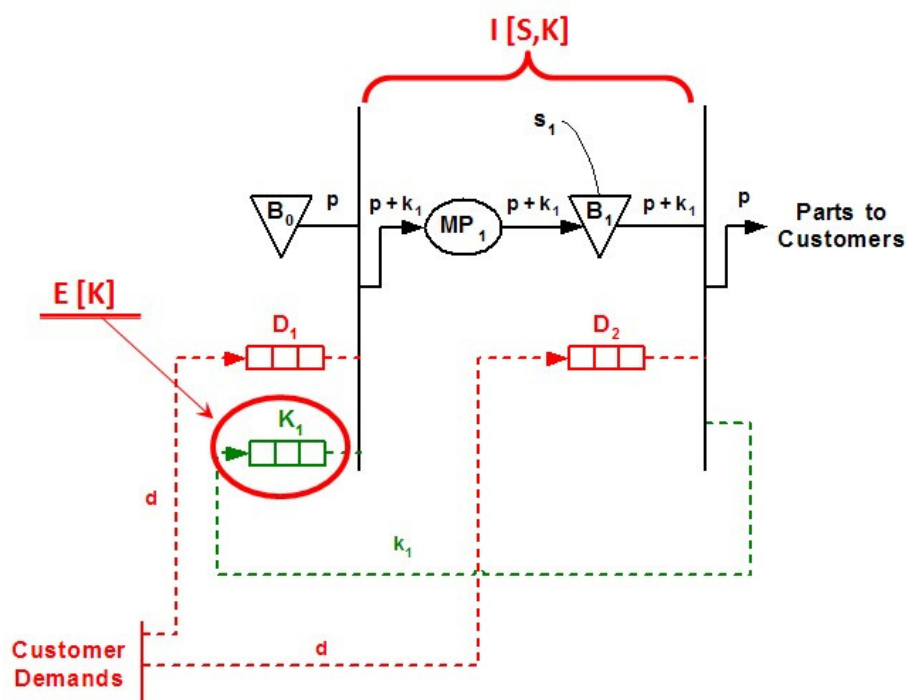 I [S,K]
s₁
B₀
p
p + k₁
MP₁
p + k₁
B₁
p + k₁
p
Parts to
Customers
E [K]
D₁
D₂
K₁
d
k₁
Customer
Demands
d